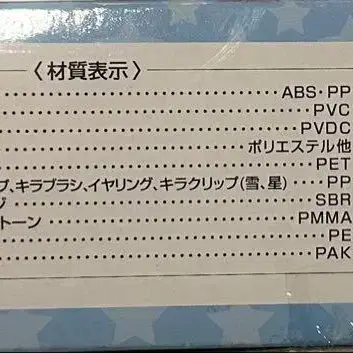 〈材質表示〉
ABS・PP
PVC
PVDC
ポリエステル他
PET
プ、キラブラシ、イヤリング、キラクリップ(雪、星)・・・PP
ジ・・・SBR
トーン・・・PMMA
PE
PAK